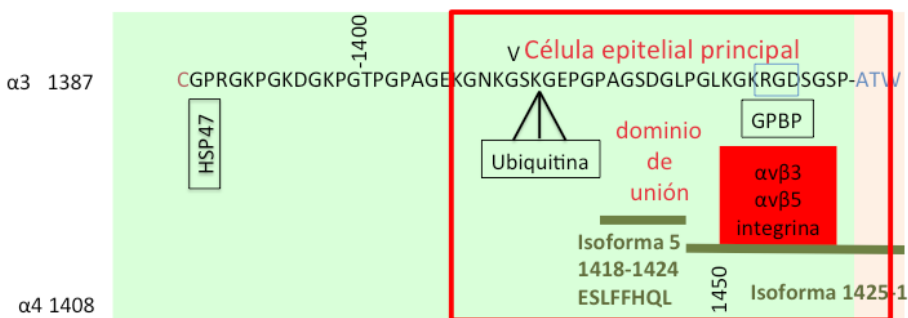 -1400
V
Célula epitelial principal
α3 1387 CGPRGKPGKDGKPGTPGPAGEKGNKGSKGEPGPAGSDGLPGLKGKRGDSGSP-ATW
HSP47
Ubiquitina
dominio
de
unión
GPBP
αvβ3
αvβ5
integrina
Isoforma 5
1418-1424
ESLFFHQL
1450
Isoforma 1425-1
α4 1408